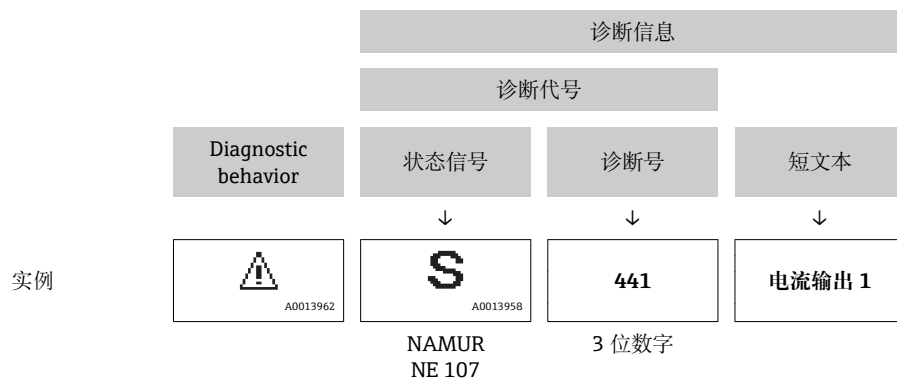 诊断信息
诊断代号
Diagnostic
behavior
状态信号
诊断号
短文本
↓ ↓ ↓
实例
A0013962
S
A0013958
441
电流输出 1
NAMUR
NE 107
3 位数字